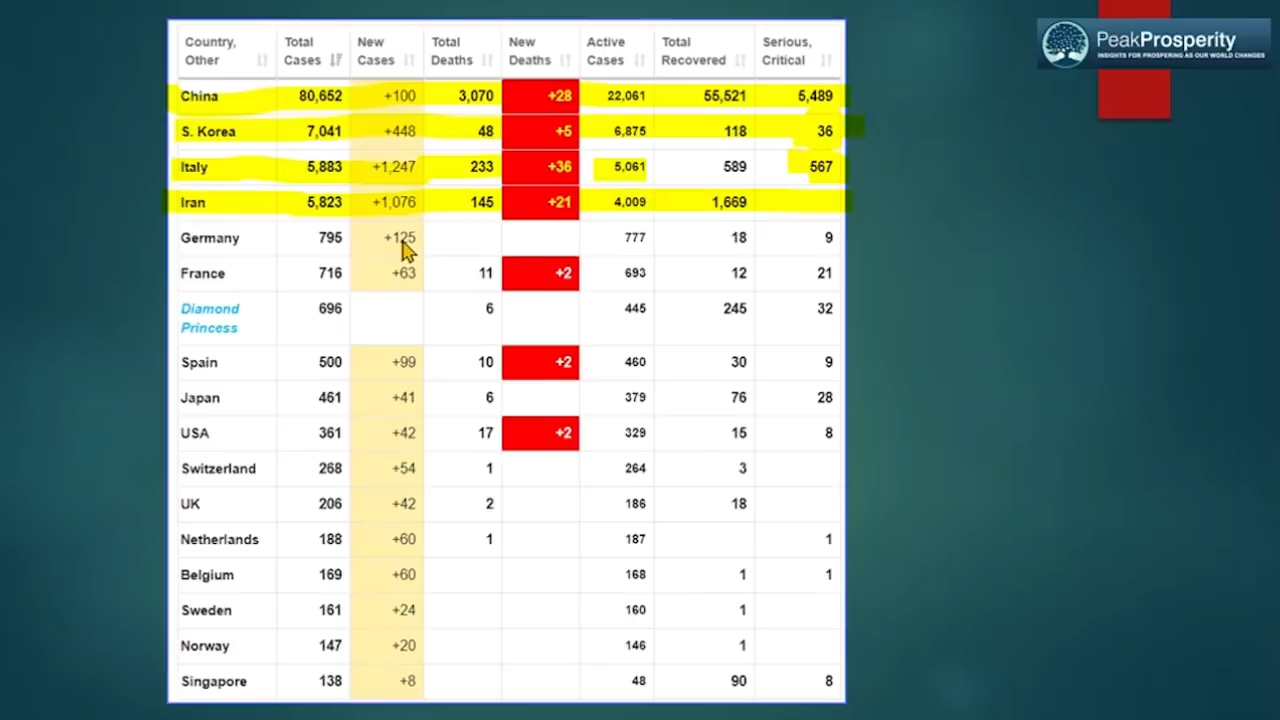 PeakProsperity
INSIGHTS FOR PROSPERING AS OUR WORLD CHANGES
Country, Other Total Cases New Cases Total Deaths New Deaths Active Cases Total Recovered Serious, Critical
China 80,652 +100 3,070 +28 22,061 55,521 5,489
S. Korea 7,041 +448 48 +5 6,875 118 36
Italy 5,883 +1,247 233 +36 5,061 589 567
Iran 5,823 +1,076 145 +21 4,009 1,669
Germany 795 +125 777 18 9
France 716 +63 11 +2 693 12 21
Diamond Princess 696 6 445 245 32
Spain 500 +99 10 +2 460 30 9
Japan 461 +41 6 379 76 28
USA 361 +42 17 +2 329 15 8
Switzerland 268 +54 1 264 3
UK 206 +42 2 186 18
Netherlands 188 +60 1 187 1
Belgium 169 +60 168 1 1
Sweden 161 +24 160 1
Norway 147 +20 146 1
Singapore 138 +8 48 90 8